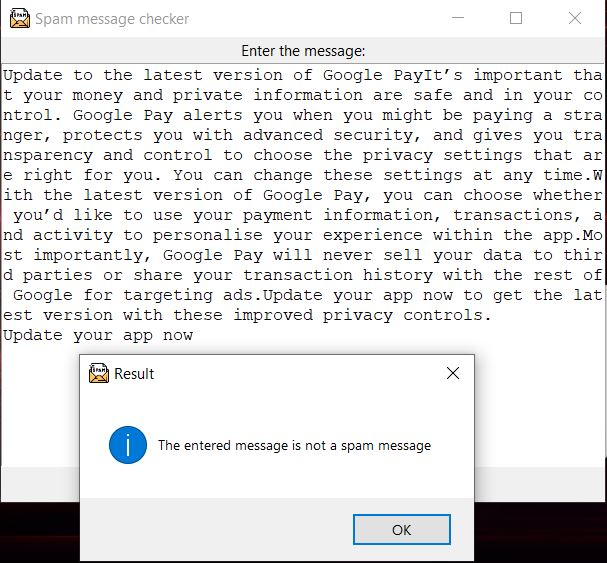 Spam message checker
Enter the message:
Update to the latest version of Google PayIt’s important tha
t your money and private information are safe and in your co
ntrol. Google Pay alerts you when you might be paying a stra
nger, protects you with advanced security, and gives you tra
nsparency and control to choose the privacy settings that ar
e right for you. You can change these settings at any time.W
ith the latest version of Google Pay, you can choose whether
 you’d like to use your payment information, transactions, a
nd activity to personalise your experience within the app.Mo
st importantly, Google Pay will never sell your data to thir
d parties or share your transaction history with the rest of
 Google for targeting ads.Update your app now to get the lat
est version with these improved privacy controls.
Update your app now
Result
The entered message is not a spam message
OK